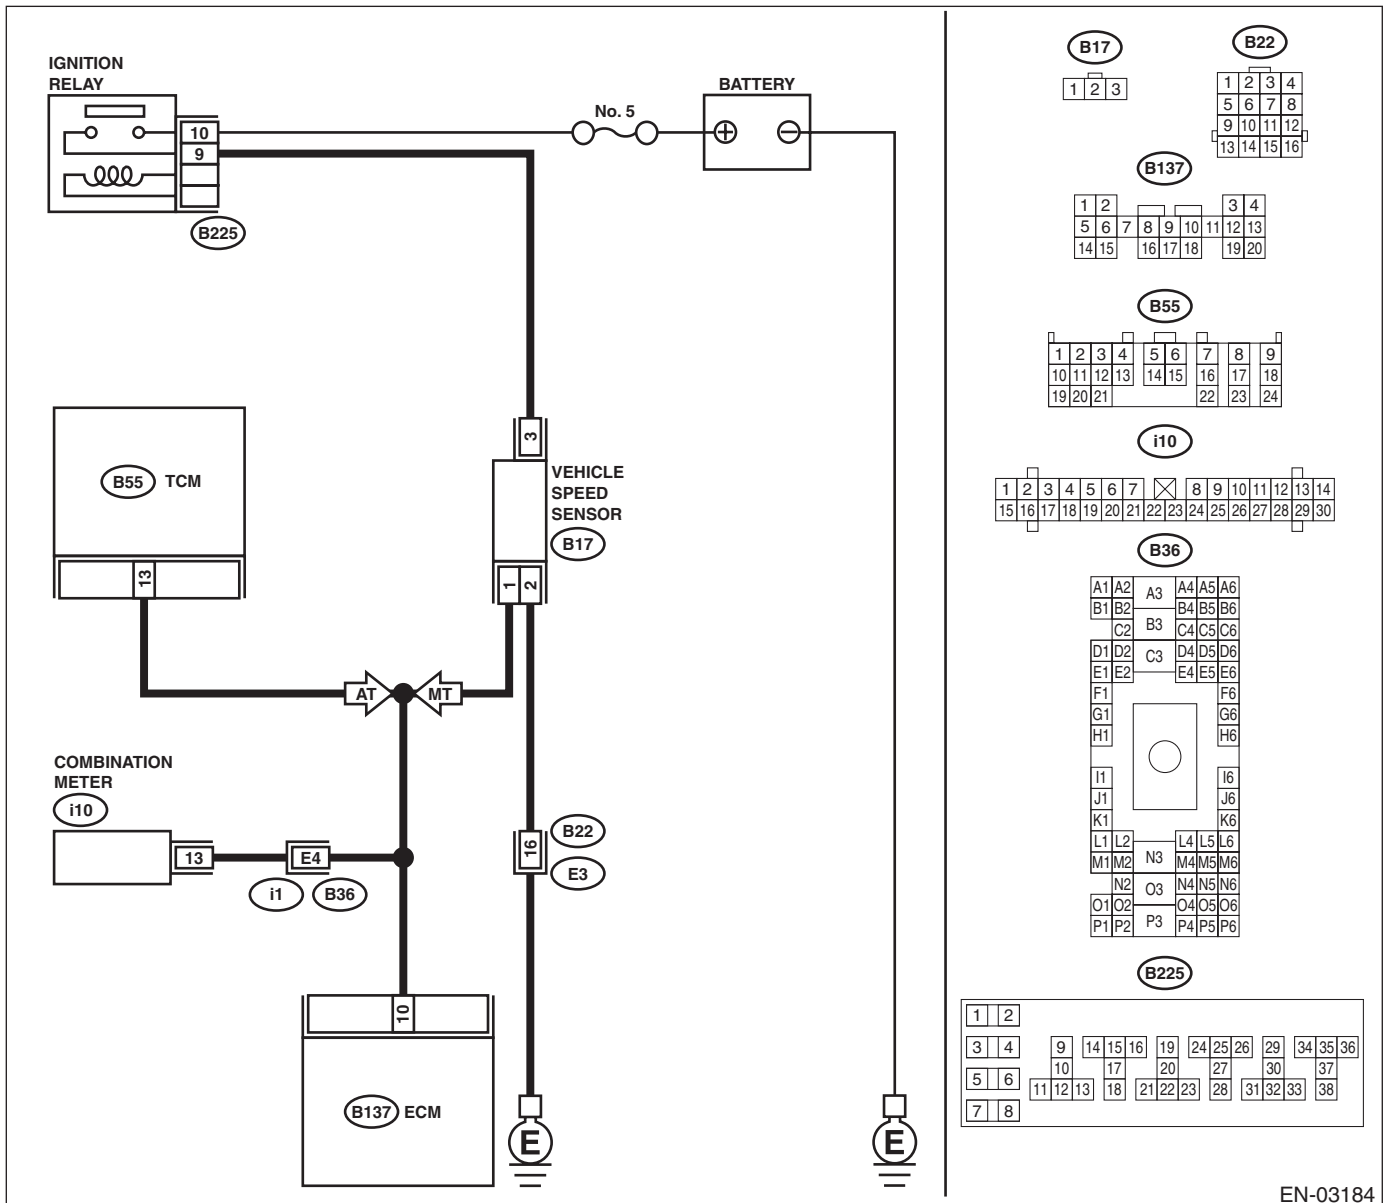 IGNITION
RELAY
10
9
B225
No. 5
BATTERY
B55 TCM
13
3
VEHICLE
SPEED
SENSOR
B17
1 2
AT MT
COMBINATION
METER
i10
13
E4
i1 B36
16
B22
E3
10
B137 ECM
E
E
B17
1 2 3
B22
1 2 3 4
5 6 7 8
9 10 11 12
13 14 15 16
B137
1 2 3 4
5 6 7 8 9 10 11 12 13
14 15 16 17 18 19 20
B55
1 2 3 4 5 6 7 8 9
10 11 12 13 14 15 16 17 18
19 20 21 22 23 24
i10
1 2 3 4 5 6 7 8 9 10 11 12 13 14
15 16 17 18 19 20 21 22 23 24 25 26 27 28 29 30
B36
A1 A2 A3 A4 A5 A6
B1 B2 B3 B4 B5 B6
C2 C3 C4 C5 C6
D1 D2 D4 D5 D6
E1 E2 E4 E5 E6
F1 F6
G1 G6
H1 H6
I1 I6
J1 J6
K1 K6
L1 L2 L4 L5 L6
M1 M2 N3 M4 M5 M6
N2 O3 N4 N5 N6
O1 O2 O4 O5 O6
P1 P2 P3 P4 P5 P6
B225
1 2
3 4 9 14 15 16 19 24 25 26 29 34 35 36
10 17 20 27 30 37
5 6 11 12 13 18 21 22 23 28 31 32 33 38
7 8
EN-03184